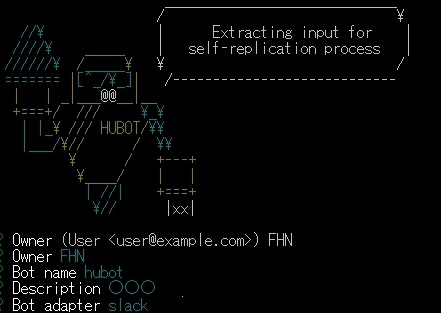 Extracting input for
self-replication process
HUBOT
? Owner (User <user@example.com>) FHN
? Owner FHN
? Bot name hubot
? Description 〇〇〇
? Bot adapter slack